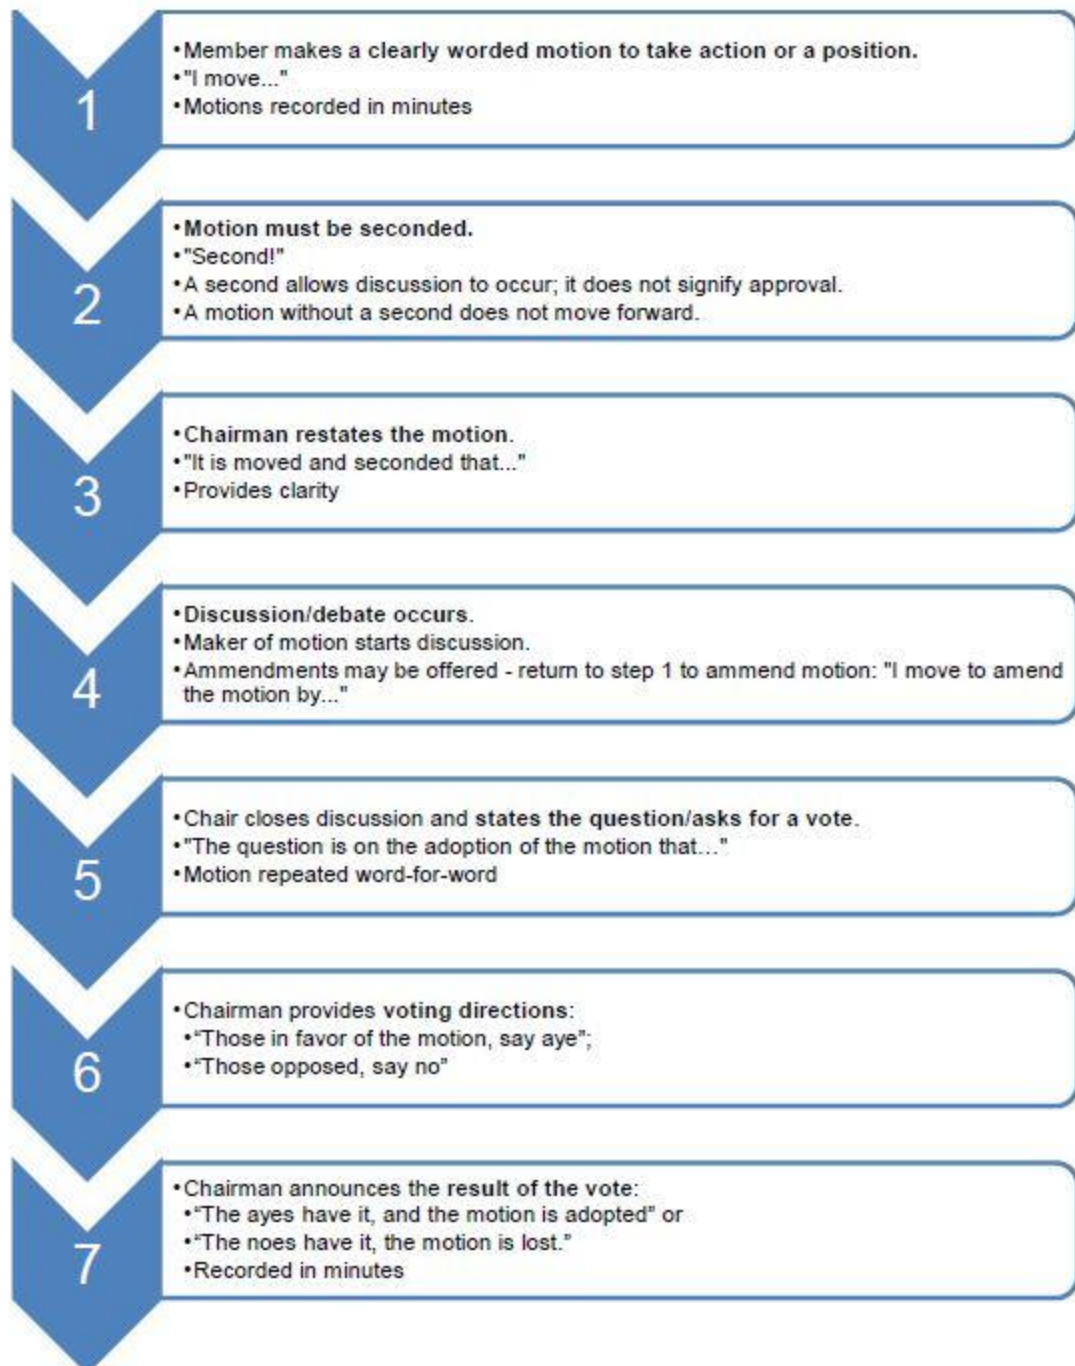 1
•Member makes a clearly worded motion to take action or a position.
•"I move..."
•Motions recorded in minutes
2
•Motion must be seconded.
•"Second!"
•A second allows discussion to occur; it does not signify approval.
•A motion without a second does not move forward.
3
•Chairman restates the motion.
•"It is moved and seconded that..."
•Provides clarity
4
•Discussion/debate occurs.
•Maker of motion starts discussion.
•Ammendments may be offered - return to step 1 to ammend motion: "I move to amend
the motion by..."
5
•Chair closes discussion and states the question/asks for a vote.
•"The question is on the adoption of the motion that..."
•Motion repeated word-for-word
6
•Chairman provides voting directions:
•“Those in favor of the motion, say aye”;
•“Those opposed, say no”
7
•Chairman announces the result of the vote:
•“The ayes have it, and the motion is adopted” or
•“The noes have it, the motion is lost.”
•Recorded in minutes